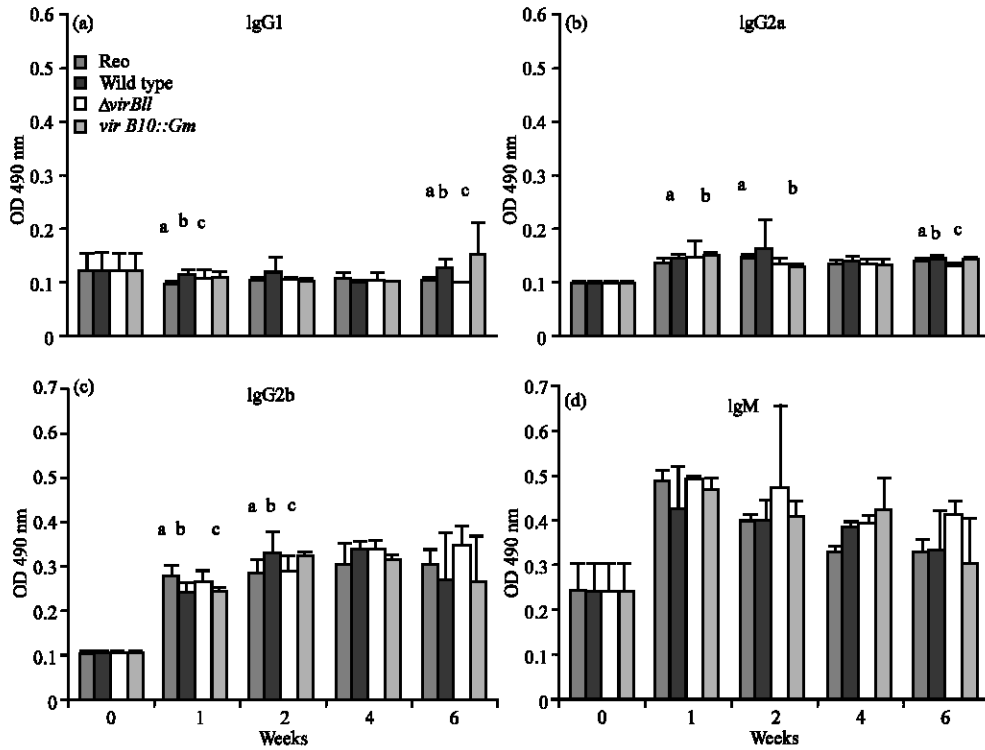 (a)
IgG1
0.6
0.5
0.4
0.3
0.2
0.1
0
OD 490 nm
Reo
Wild type
ΔvirBll
vir B10::Gm
a b c
a b c
(b)
IgG2a
0.6
0.5
0.4
0.3
0.2
0.1
0
OD 490 nm
a b
a b
a b c
(c)
IgG2b
0.7
0.6
0.5
0.4
0.3
0.2
0.1
0
OD 490 nm
a b c
a b c
0 1 2 4 6
Weeks
(d)
IgM
0.7
0.6
0.5
0.4
0.3
0.2
0.1
0
OD 490 nm
0 1 2 4 6
Weeks